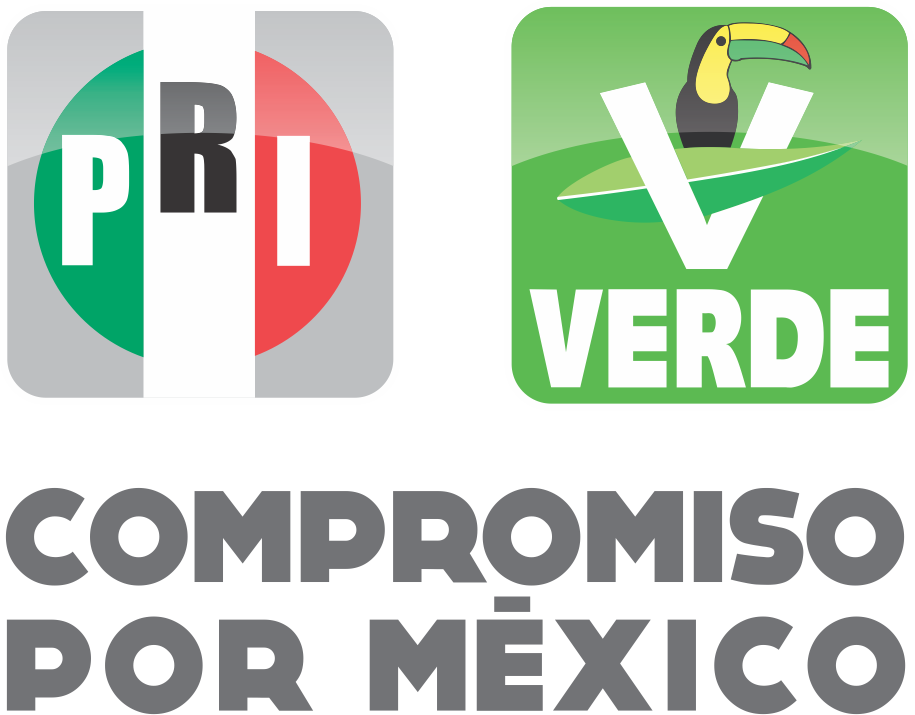 PRI
V
VERDE
COMPROMISO
POR MÉXICO